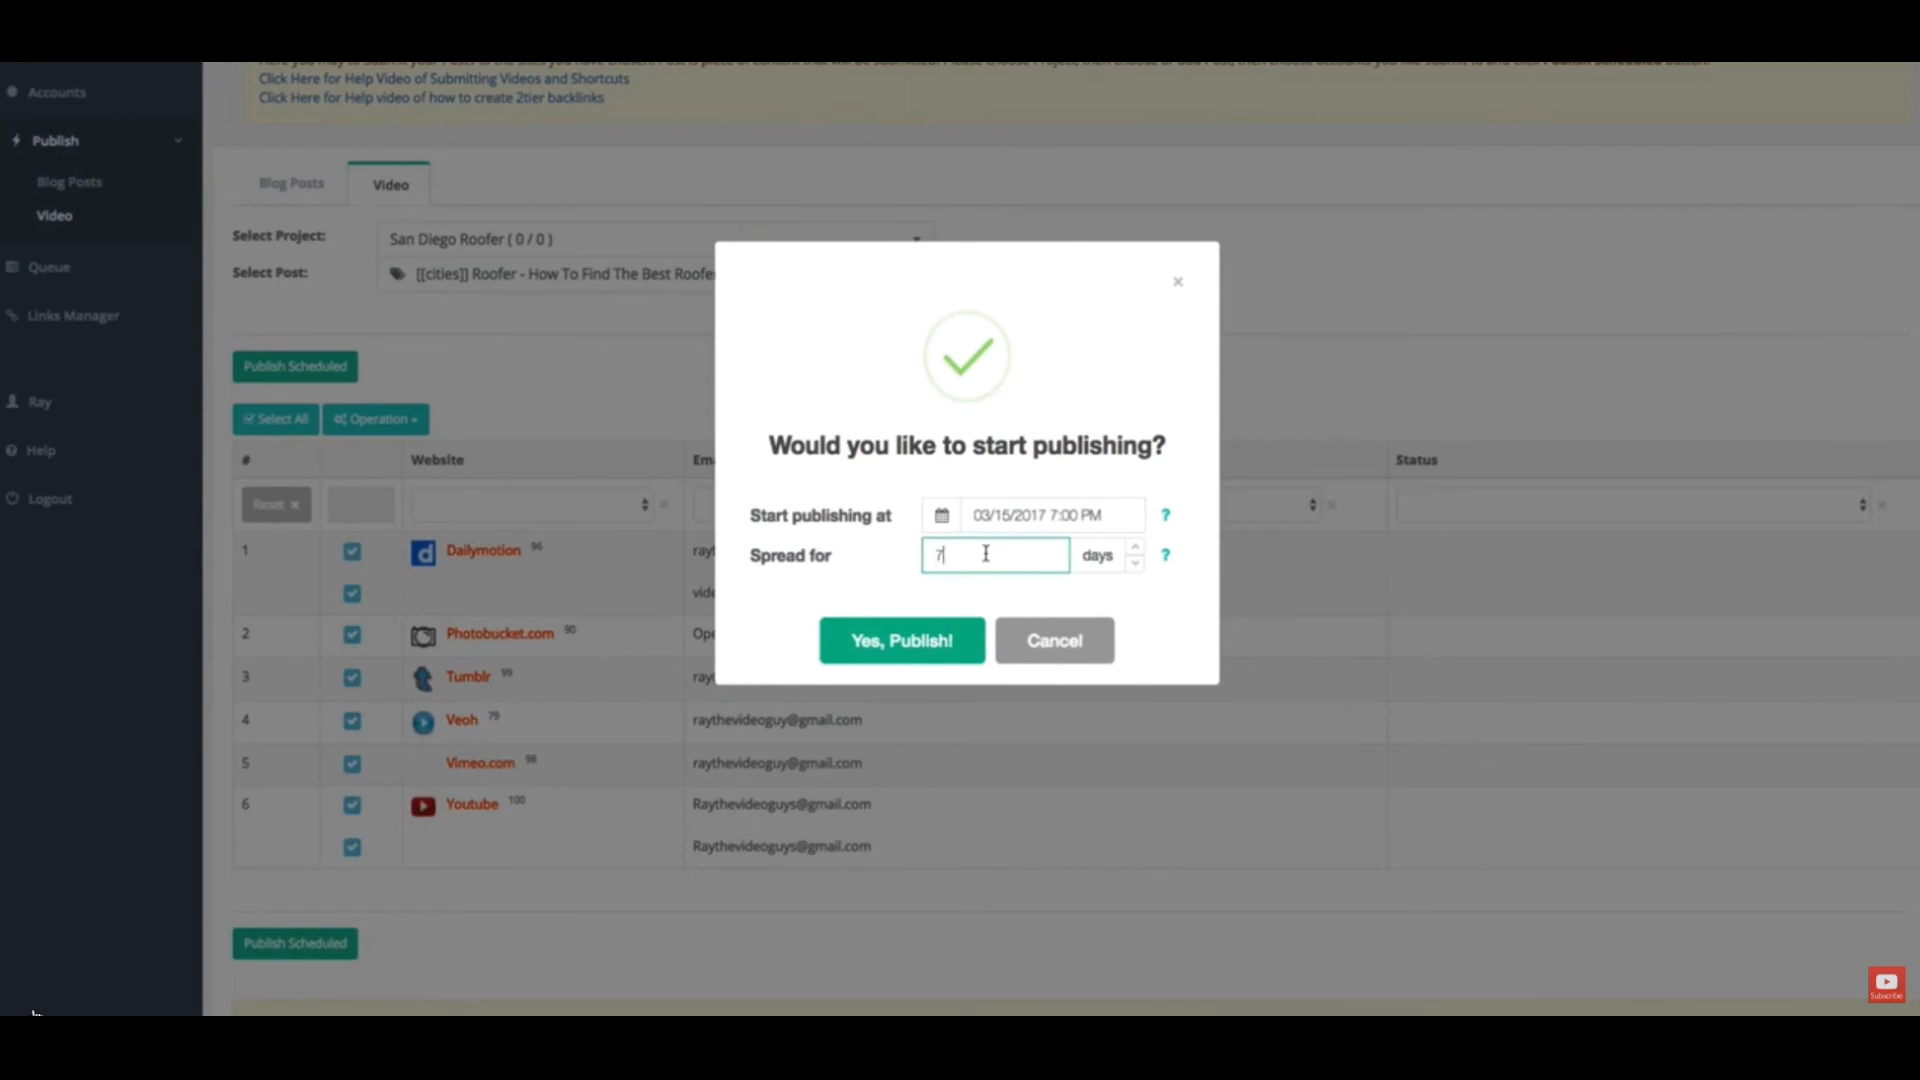 Click Here for Help Video of Submitting Videos and Shortcuts
Click Here for Help video of how to create 2tier backlinks
Accounts
Publish
Blog Posts
Video
Queue
Links Manager
Ray
Help
Logout
Blog Posts
Video
Select Project:
San Diego Roofer ( 0 / 0 )
Select Post:
[[cities]] Roofer - How To Find The Best Roofe
Publish Scheduled
Select All
Operation
# Website Ema Status
Reset ×
1 Dailymotion 96 ray
vide
2 Photobucket.com 90 Ope
3 Tumblr 99 ray
4 Veoh 79 raythevideoguy@gmail.com
5 Vimeo.com 98 raythevideoguy@gmail.com
6 Youtube 100 Raythevideoguys@gmail.com
Raythevideoguys@gmail.com
Publish Scheduled
×
Would you like to start publishing?
Start publishing at 03/15/2017 7:00 PM ?
Spread for 7 days ?
Yes, Publish!
Cancel
Subscribe